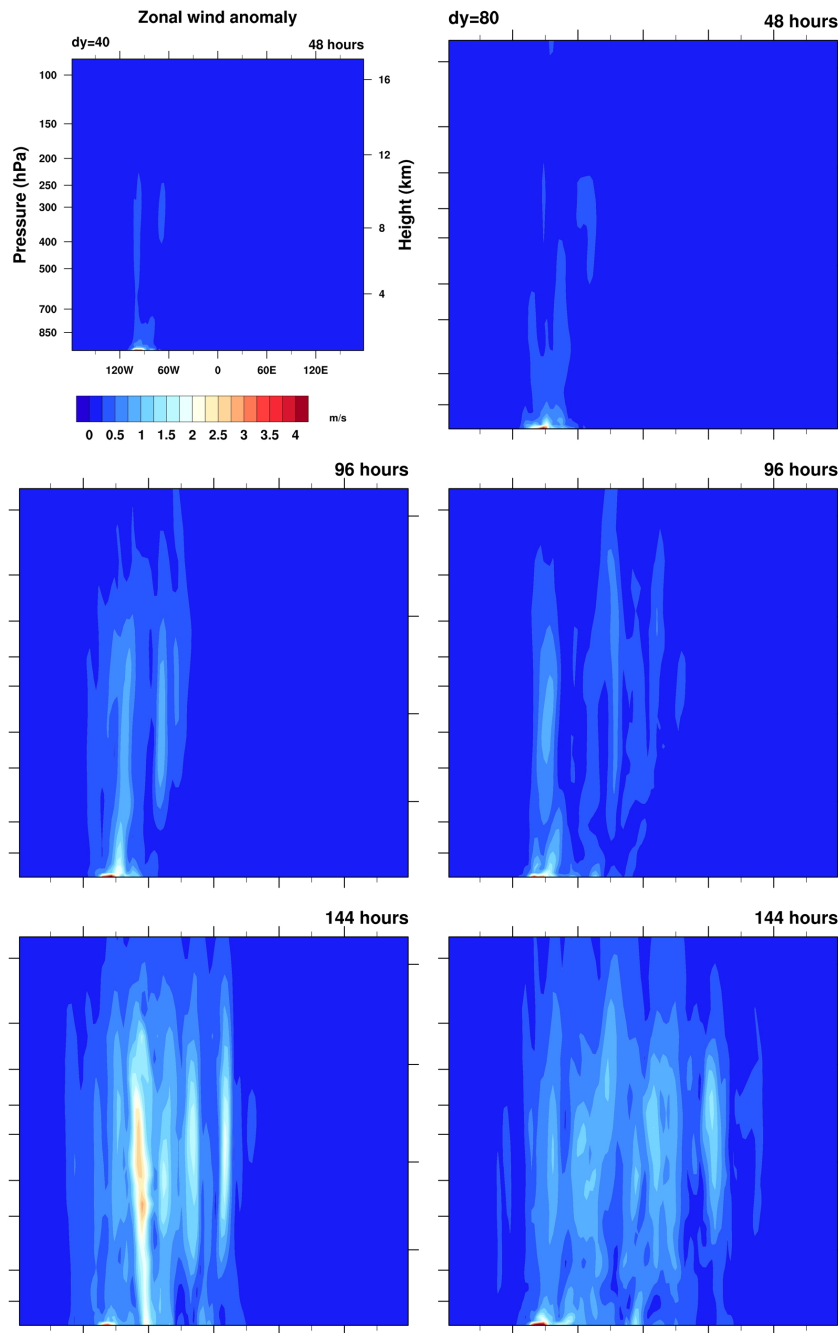 Zonal wind anomaly
dy=40
48 hours
dy=80
48 hours
100
150
200
250
300
400
500
700
850
Pressure (hPa)
16
12
8
4
Height (km)
120W
60W
0
60E
120E
0
0.5
1
1.5
2
2.5
3
3.5
4
m/s
96 hours
96 hours
144 hours
144 hours